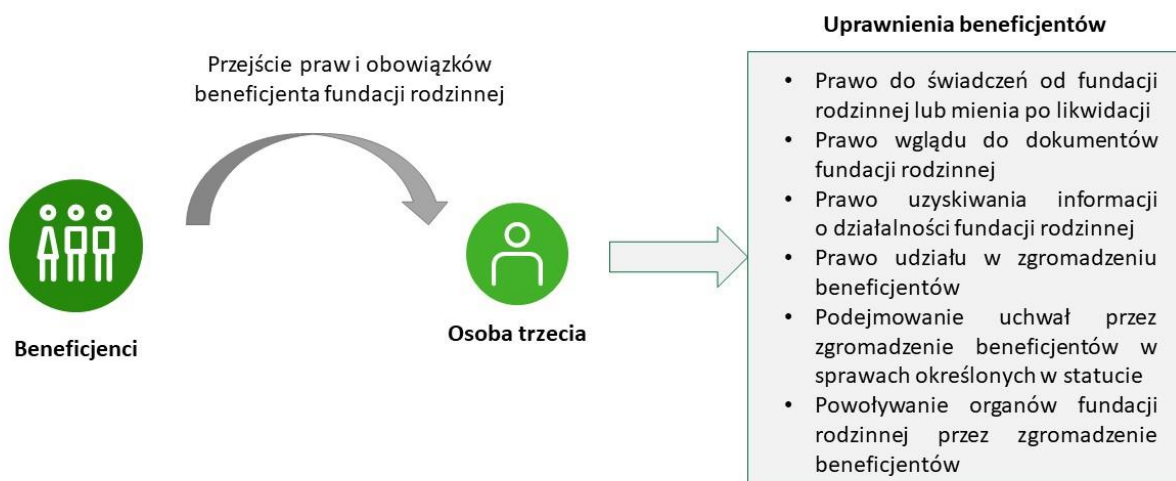 Przejście praw i obowiązków
beneficjenta fundacji rodzinnej
Beneficjenci
Osoba trzecia
Uprawnienia beneficjentów
• Prawo do świadczeń od fundacji
rodzinnej lub mienia po likwidacji
• Prawo wglądu do dokumentów
fundacji rodzinnej
• Prawo uzyskiwania informacji
o działalności fundacji rodzinnej
• Prawo udziału w zgromadzeniu
beneficjentów
• Podejmowanie uchwał przez
zgromadzenie beneficjentów w
sprawach określonych w statucie
• Powoływanie organów fundacji
rodzinnej przez zgromadzenie
beneficjentów